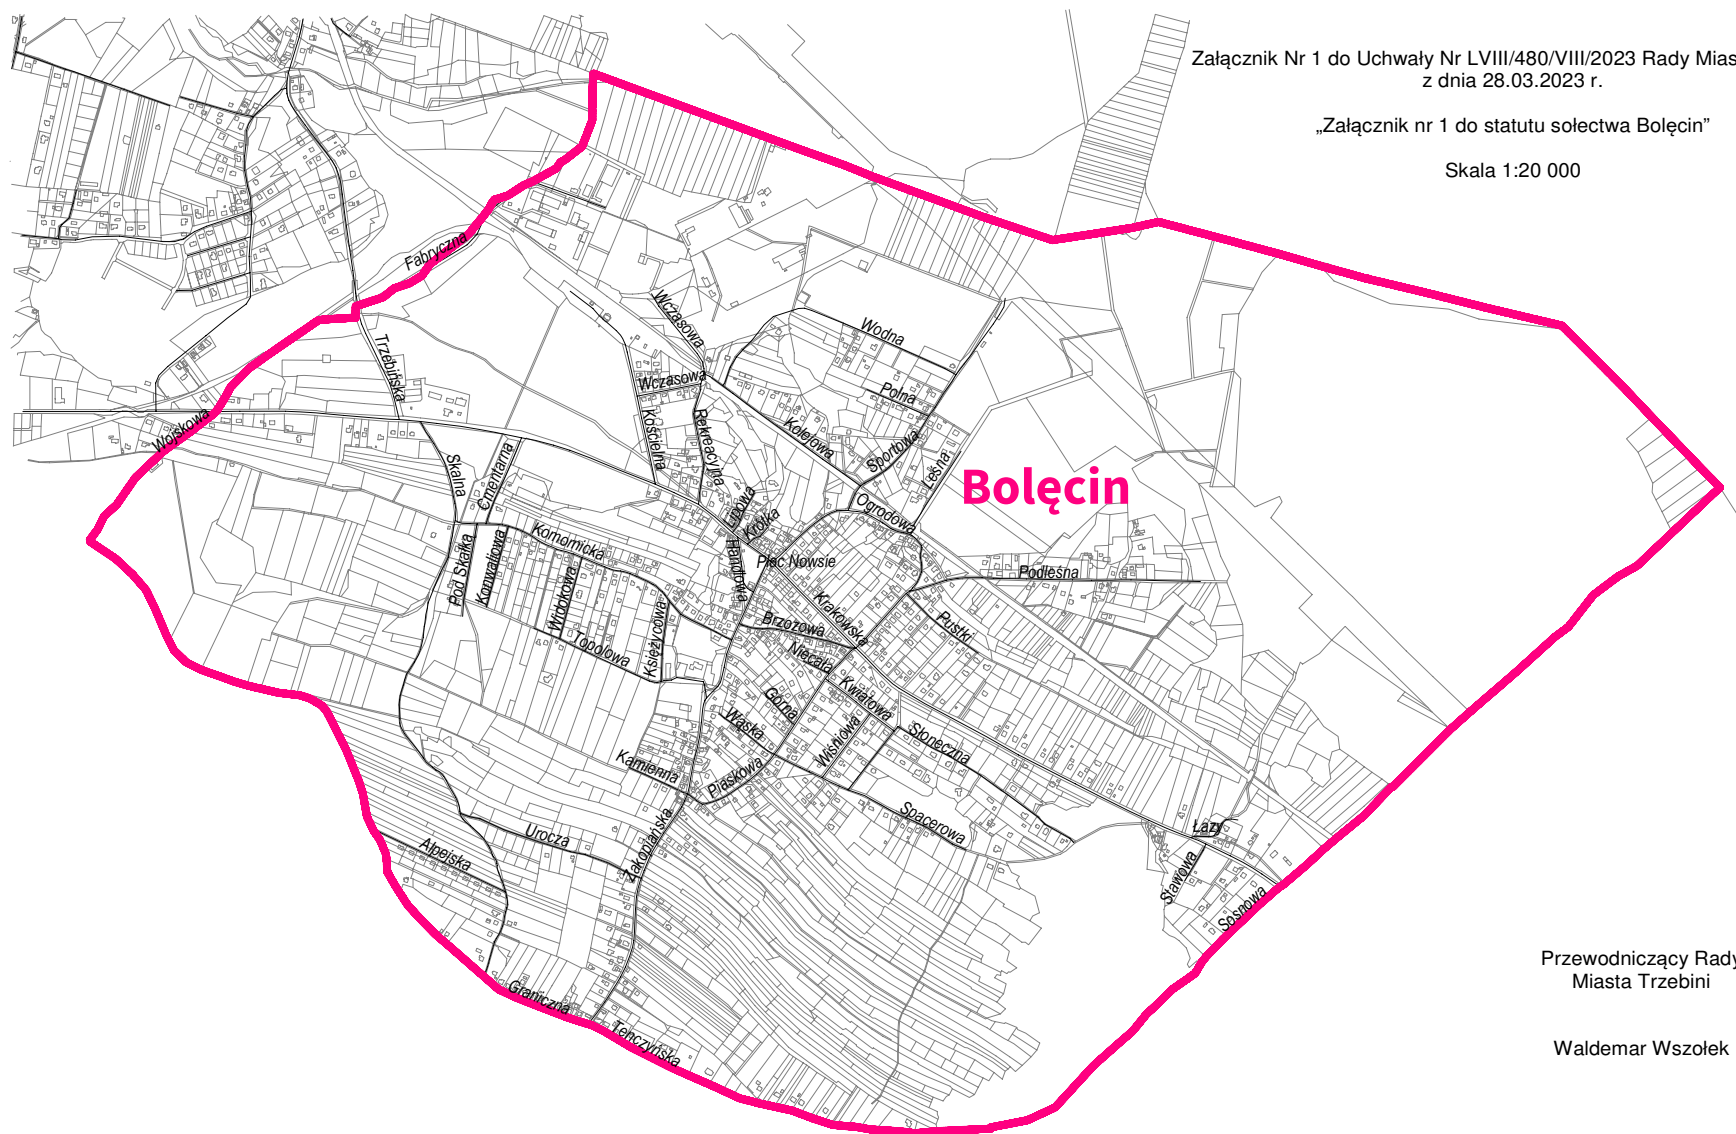 Załącznik Nr 1 do Uchwały Nr LVIII/480/VIII/2023 Rady Mias
z dnia 28.03.2023 r.
„Załącznik nr 1 do statutu sołectwa Bolęcin”
Skala 1:20 000
Fabryczna
Wczasowa
Wodna
Trzebińska
Wczasowa
Polna
Wojskowa
Kościelna
Rekreacyjna
Kolejowa
Sportowa
Leśna
Skalna
Cmentarna
Bolęcin
Lipowa
Krótka
Ogrodowa
Komornicka
Handlowa
Plac Nowsie
Pod Skałką
Konwaliowa
Widokowa
Podleśna
Księżycowa
Brzozowa
Krakowska
Pustki
Topolowa
Niecała
Górna
Kwiatowa
Wąska
Wiśniowa
Słoneczna
Kamienna
Piaskowa
Spacerowa
Łazy
Urocza
Zakopiańska
Alpejska
Stawowa
Sosnowa
Graniczna
Tenczyńska
Przewodniczący Rady
Miasta Trzebini
Waldemar Wszołek